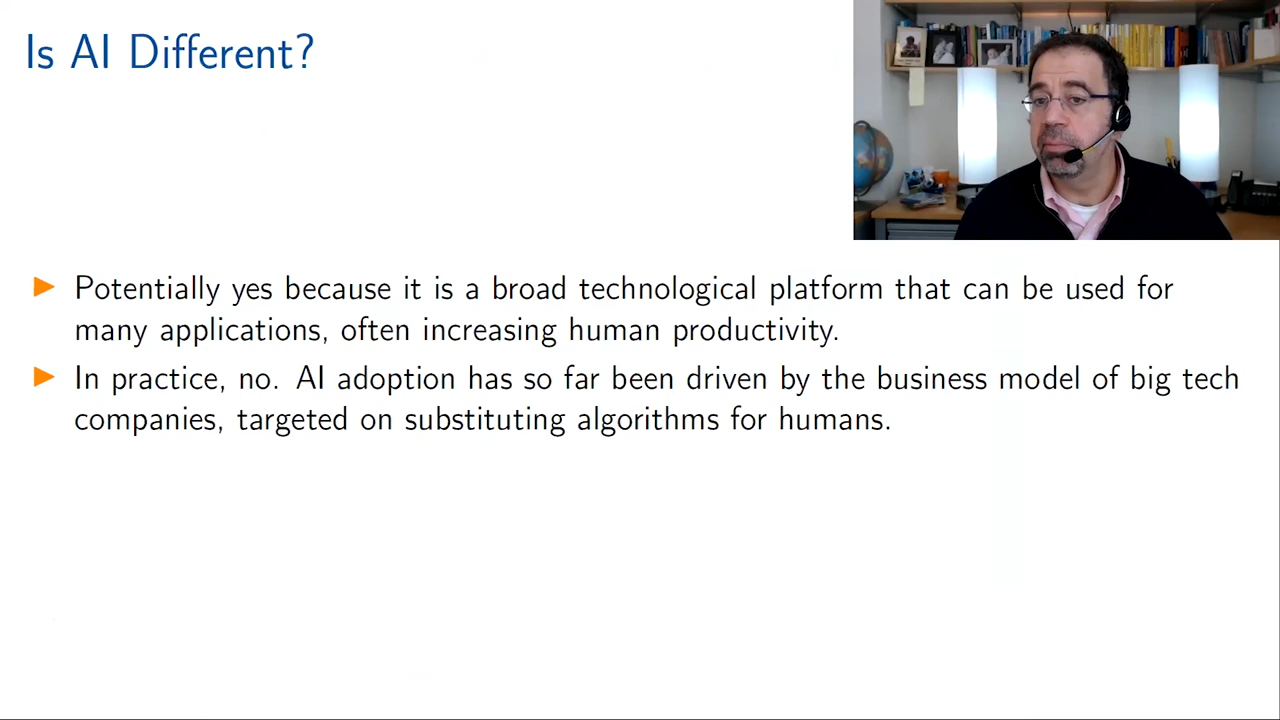 Is AI Different?
Potentially yes because it is a broad technological platform that can be used for
many applications, often increasing human productivity.
In practice, no. AI adoption has so far been driven by the business model of big tech
companies, targeted on substituting algorithms for humans.